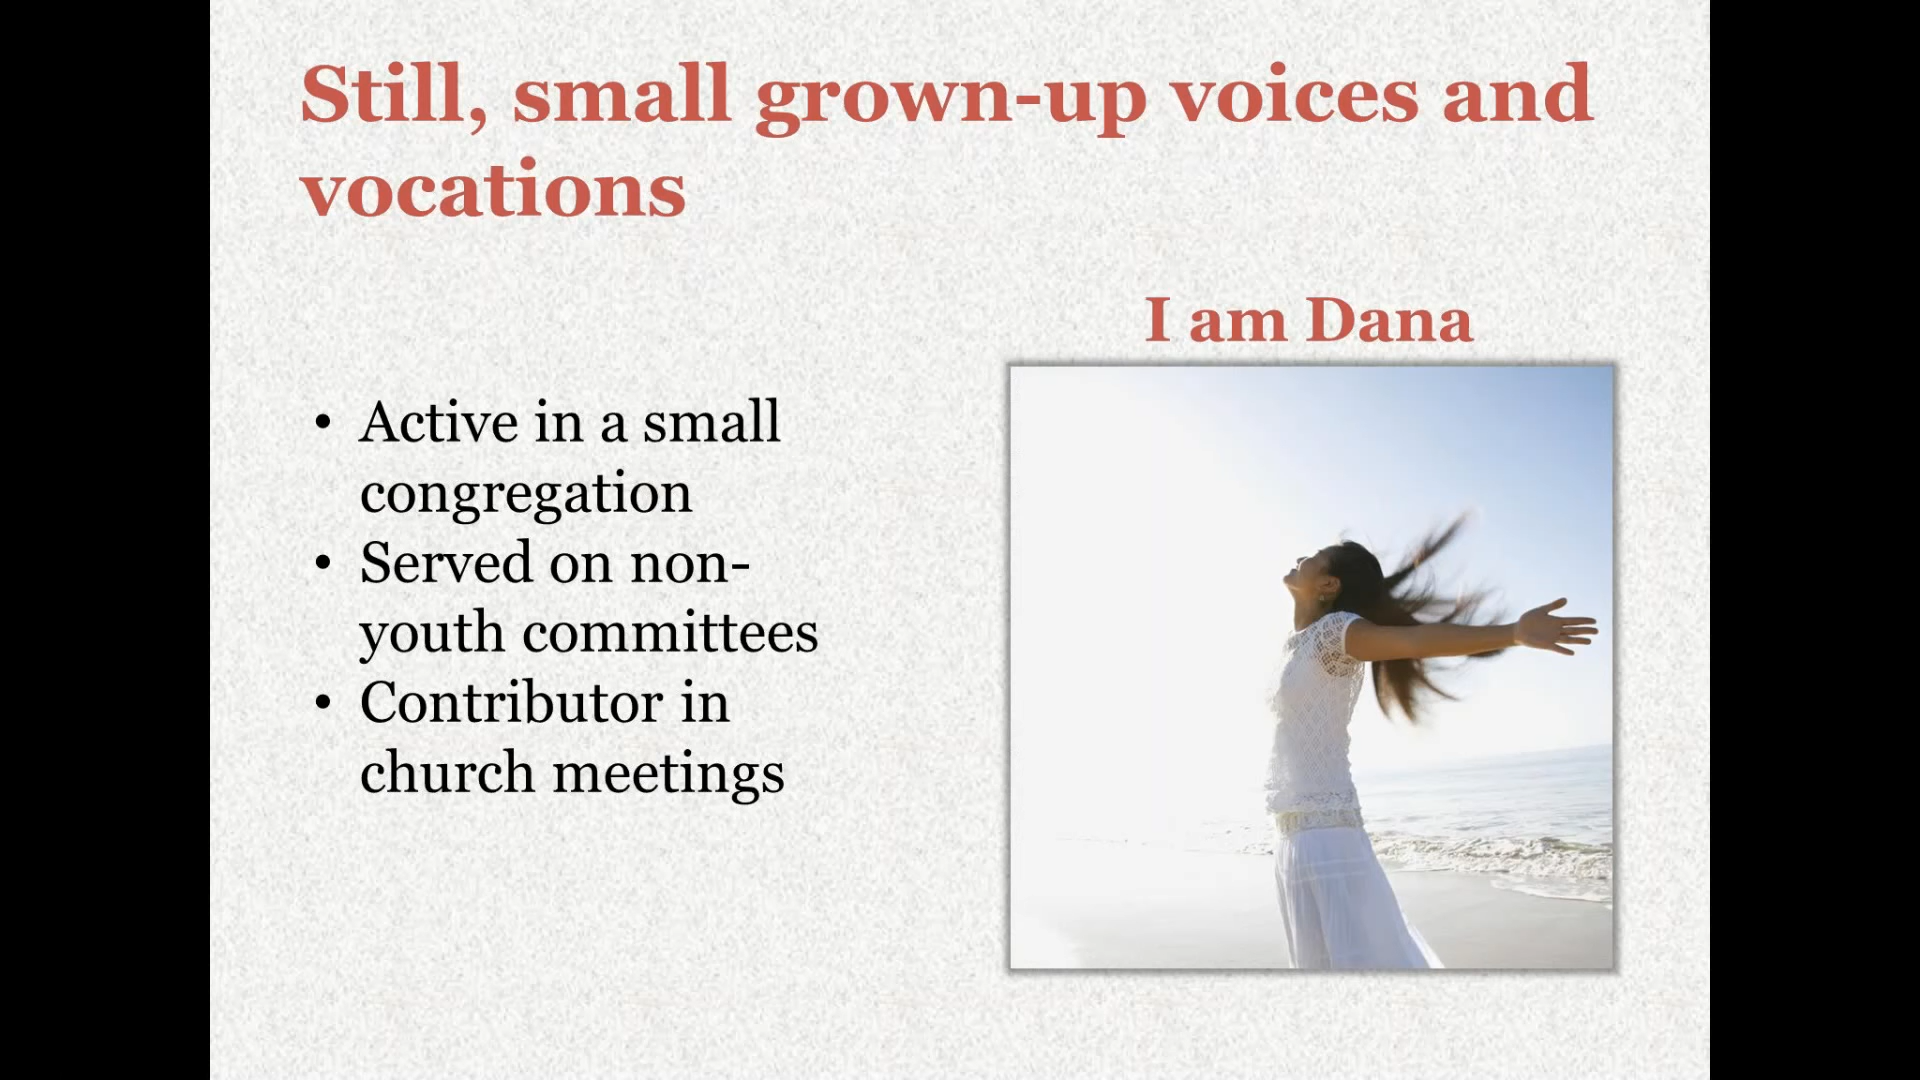 Still, small grown-up voices and
vocations
I am Dana
• Active in a small
congregation
• Served on non-
youth committees
• Contributor in
church meetings